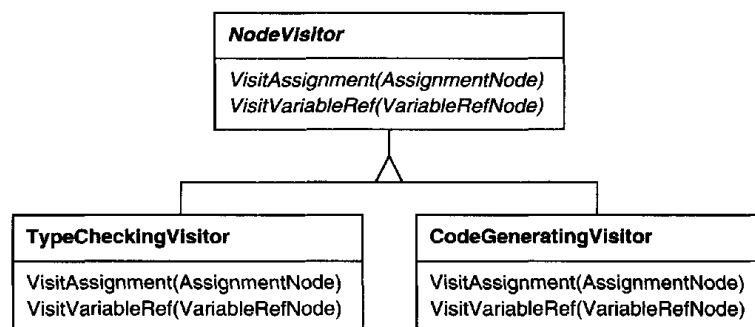 NodeVisitor
VisitAssignment(AssignmentNode)
VisitVariableRef(VariableRefNode)
TypeCheckingVisitor
VisitAssignment(AssignmentNode)
VisitVariableRef(VariableRefNode)
CodeGeneratingVisitor
VisitAssignment(AssignmentNode)
VisitVariableRef(VariableRefNode)